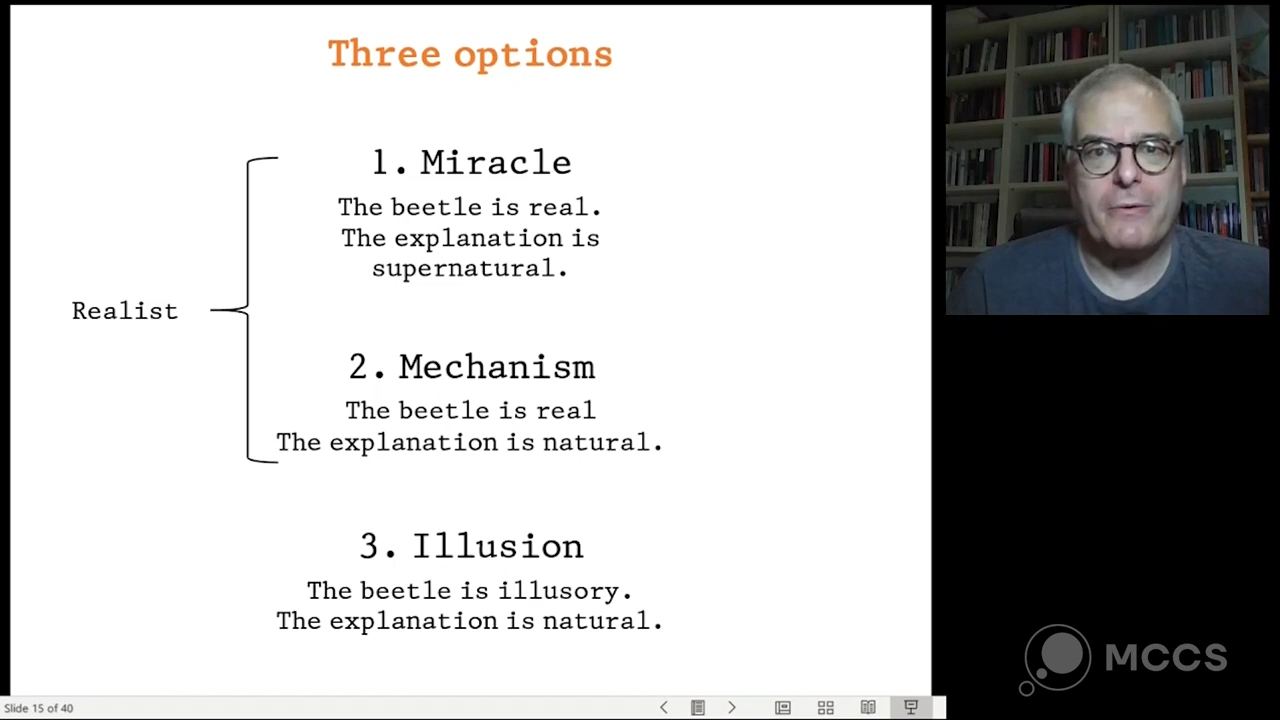 Three options
1. Miracle
The beetle is real.
The explanation is
supernatural.
Realist
2. Mechanism
The beetle is real
The explanation is natural.
3. Illusion
The beetle is illusory.
The explanation is natural.
MCCS
Slide 15 of 40